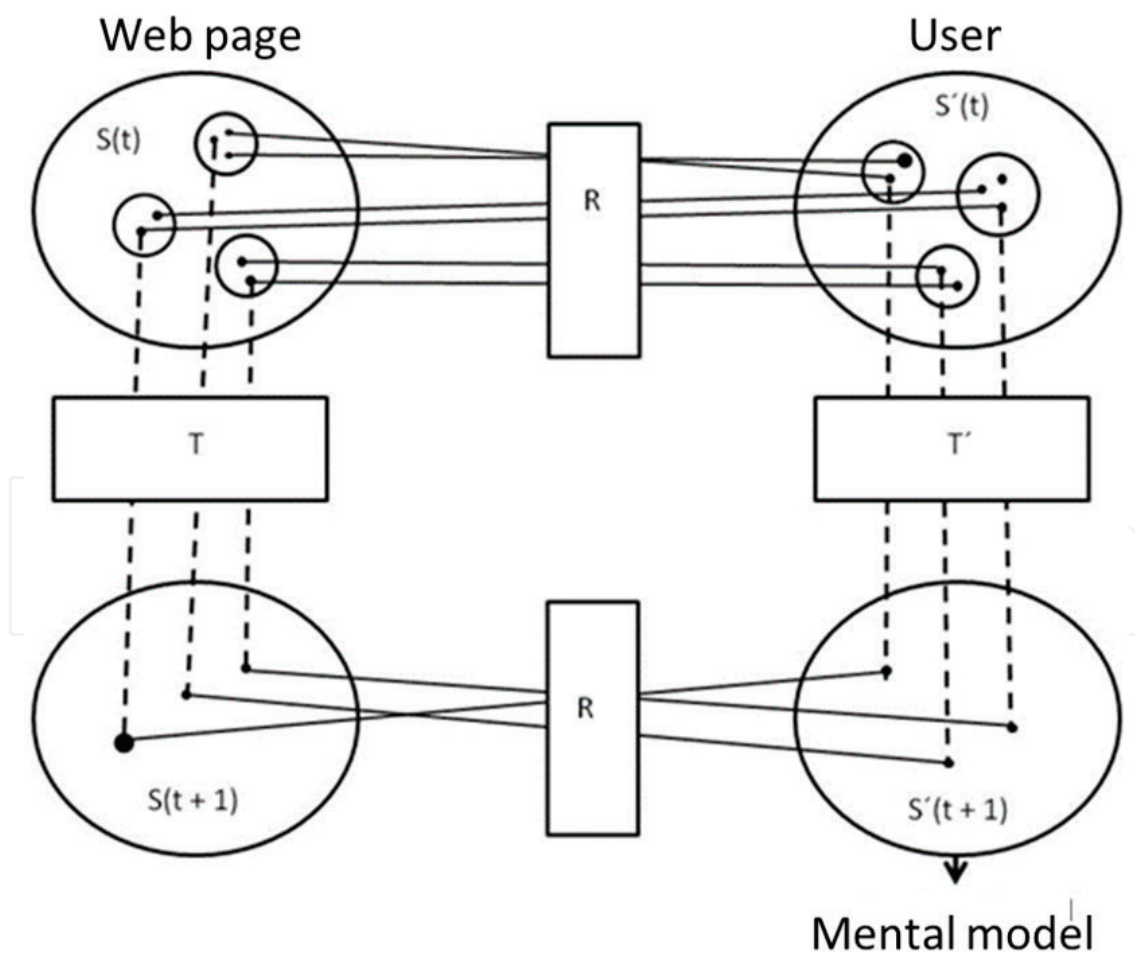 Web page
User
S(t)
S´(t)
R
T
T´
R
S(t + 1)
S´(t + 1)
Mental model